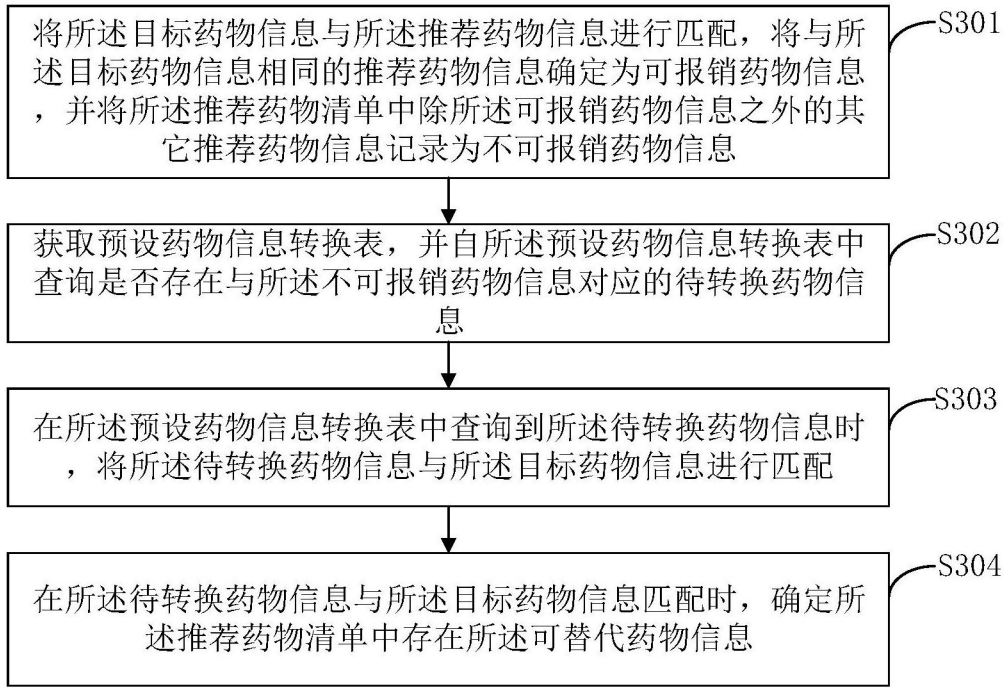 将所述目标药物信息与所述推荐药物信息进行匹配，将与所
述目标药物信息相同的推荐药物信息确定为可报销药物信息
，并将所述推荐药物清单中除所述可报销药物信息之外的其
它推荐药物信息记录为不可报销药物信息
S301
获取预设药物信息转换表，并自所述预设药物信息转换表中
查询是否存在与所述不可报销药物信息对应的待转换药物信
息
S302
在所述预设药物信息转换表中查询到所述待转换药物信息时
，将所述待转换药物信息与所述目标药物信息进行匹配
S303
在所述待转换药物信息与所述目标药物信息匹配时，确定所
述推荐药物清单中存在所述可替代药物信息
S304